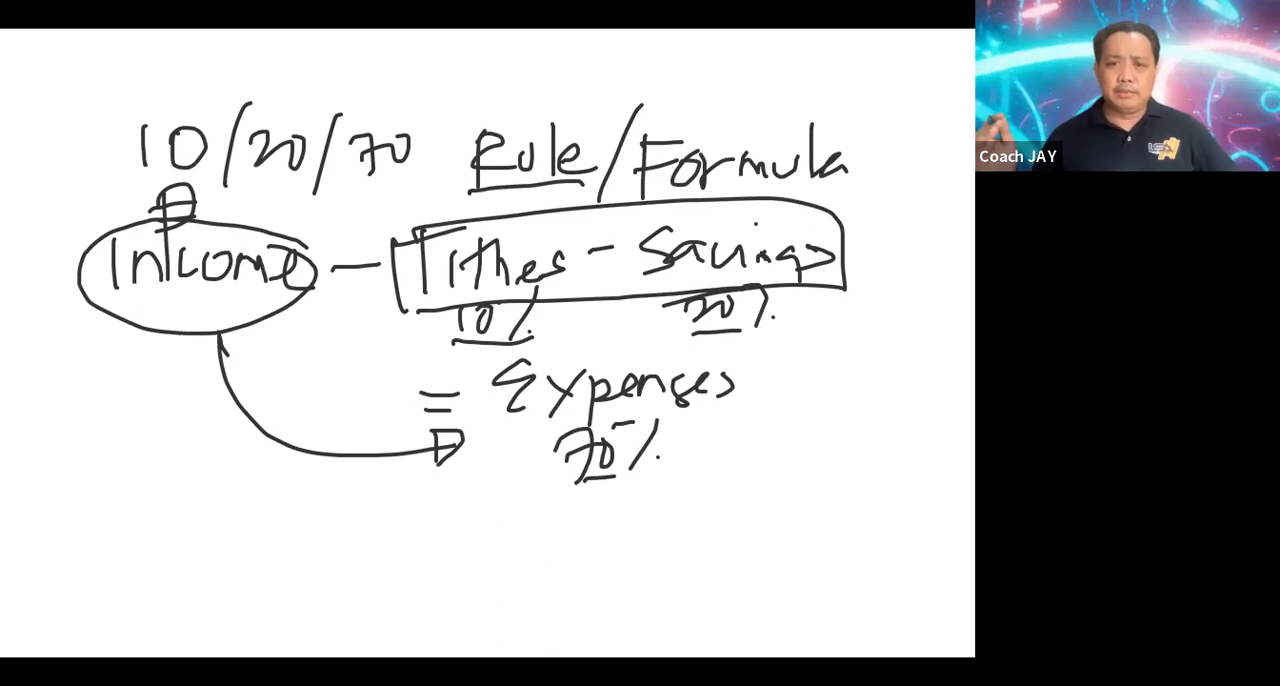 10/20/70 Rule/Formula
₱
Income - Tithes - Savings
10% 20%
= Expenses
70%
Coach JAY